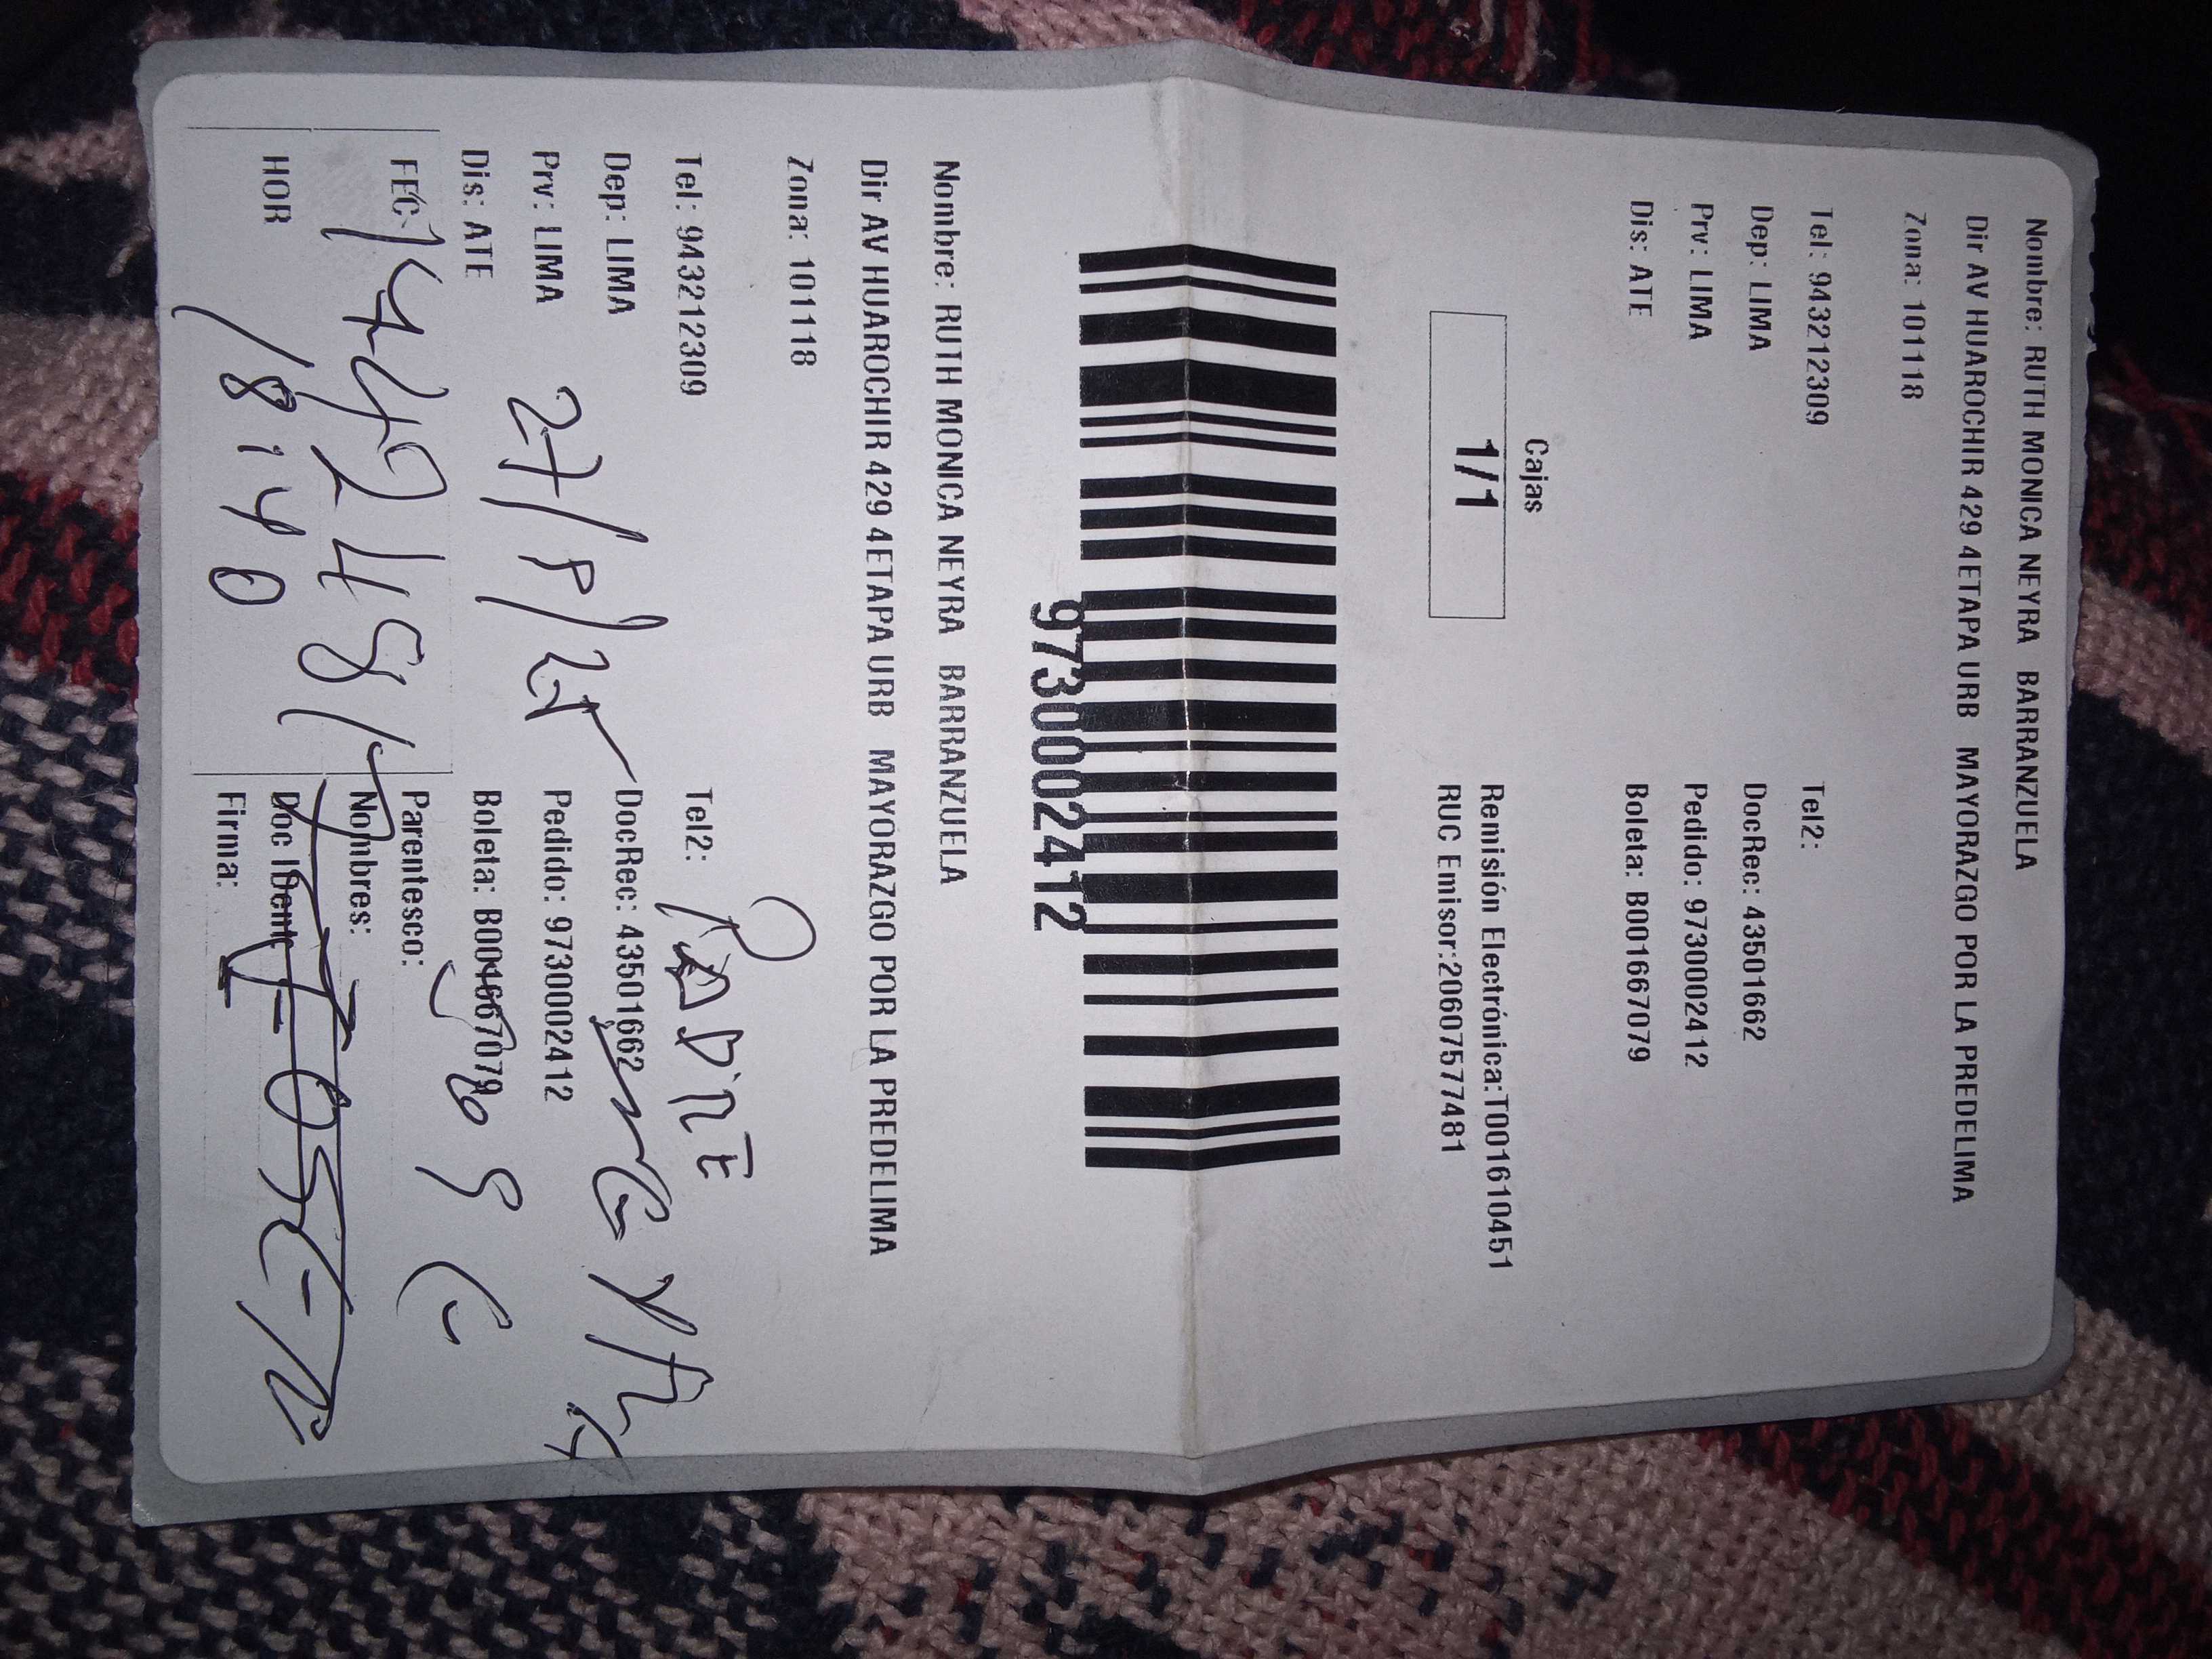 Nombre: RUTH MONICA NEYRA BARRANZUELA
Dir AV HUAROCHIR 429 4ETAPA URB MAYORAZGO POR LA PREDELIMA
Zona: 101118
Tel: 943212309 Tel2:
Dep: LIMA DocRec: 43501662
Prv: LIMA Pedido: 9730002412
Dis: ATE Boleta: B001667079
Cajas
1/1
Remisión Electrónica:T001610451
RUC Emisor:20607577481
9730002412
Nombre: RUTH MONICA NEYRA BARRANZUELA
Dir AV HUAROCHIR 429 4ETAPA URB MAYORAZGO POR LA PREDELIMA
Zona: 101118
Tel: 943212309 Tel2: PADRE
Dep: LIMA DocRec: 43501662
Prv: LIMA Pedido: 9730002412
27/8/25
Dis: ATE Boleta: B001667079
Parentesco:
FEC
Nombres:
HOR Doc IDent
18:40
Firma: